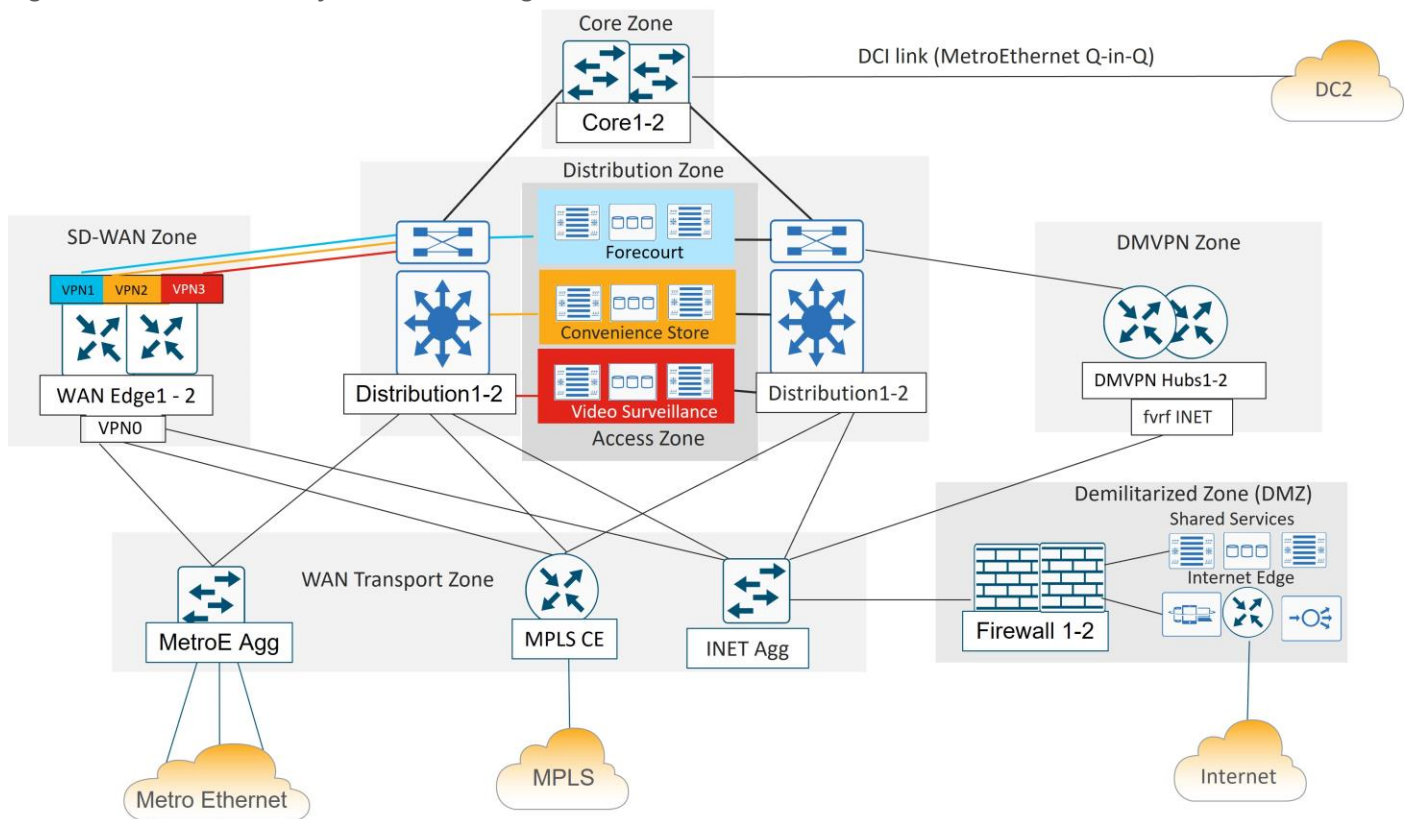 Core Zone
DCI link (MetroEthernet Q-in-Q)
DC2
Core1-2
Distribution Zone
SD-WAN Zone
VPN1
VPN2
VPN3
WAN Edge1 - 2
VPN0
Forecourt
Convenience Store
Video Surveillance
Access Zone
Distribution1-2
Distribution1-2
DMVPN Zone
DMVPN Hubs1-2
fvrf INET
Demilitarized Zone (DMZ)
Shared Services
Internet Edge
Firewall 1-2
WAN Transport Zone
MetroE Agg
MPLS CE
INET Agg
Metro Ethernet
MPLS
Internet